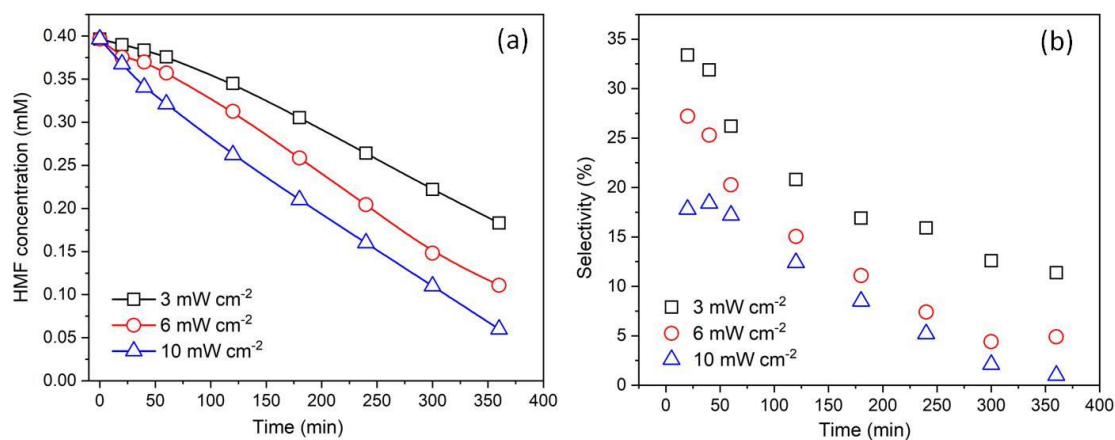 (a)
HMF concentration (mM)
0.40
0.35
0.30
0.25
0.20
0.15
0.10
0.05
0.00
3 mW cm⁻²
6 mW cm⁻²
10 mW cm⁻²
0 50 100 150 200 250 300 350 400
Time (min)
(b)
Selectivity (%)
35
30
25
20
15
10
5
0
3 mW cm⁻²
6 mW cm⁻²
10 mW cm⁻²
0 50 100 150 200 250 300 350 400
Time (min)